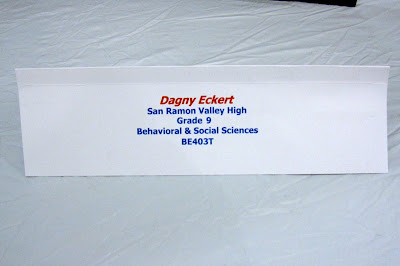 Dagny Eckert
San Ramon Valley High
Grade 9
Behavioral & Social Sciences
BE403T